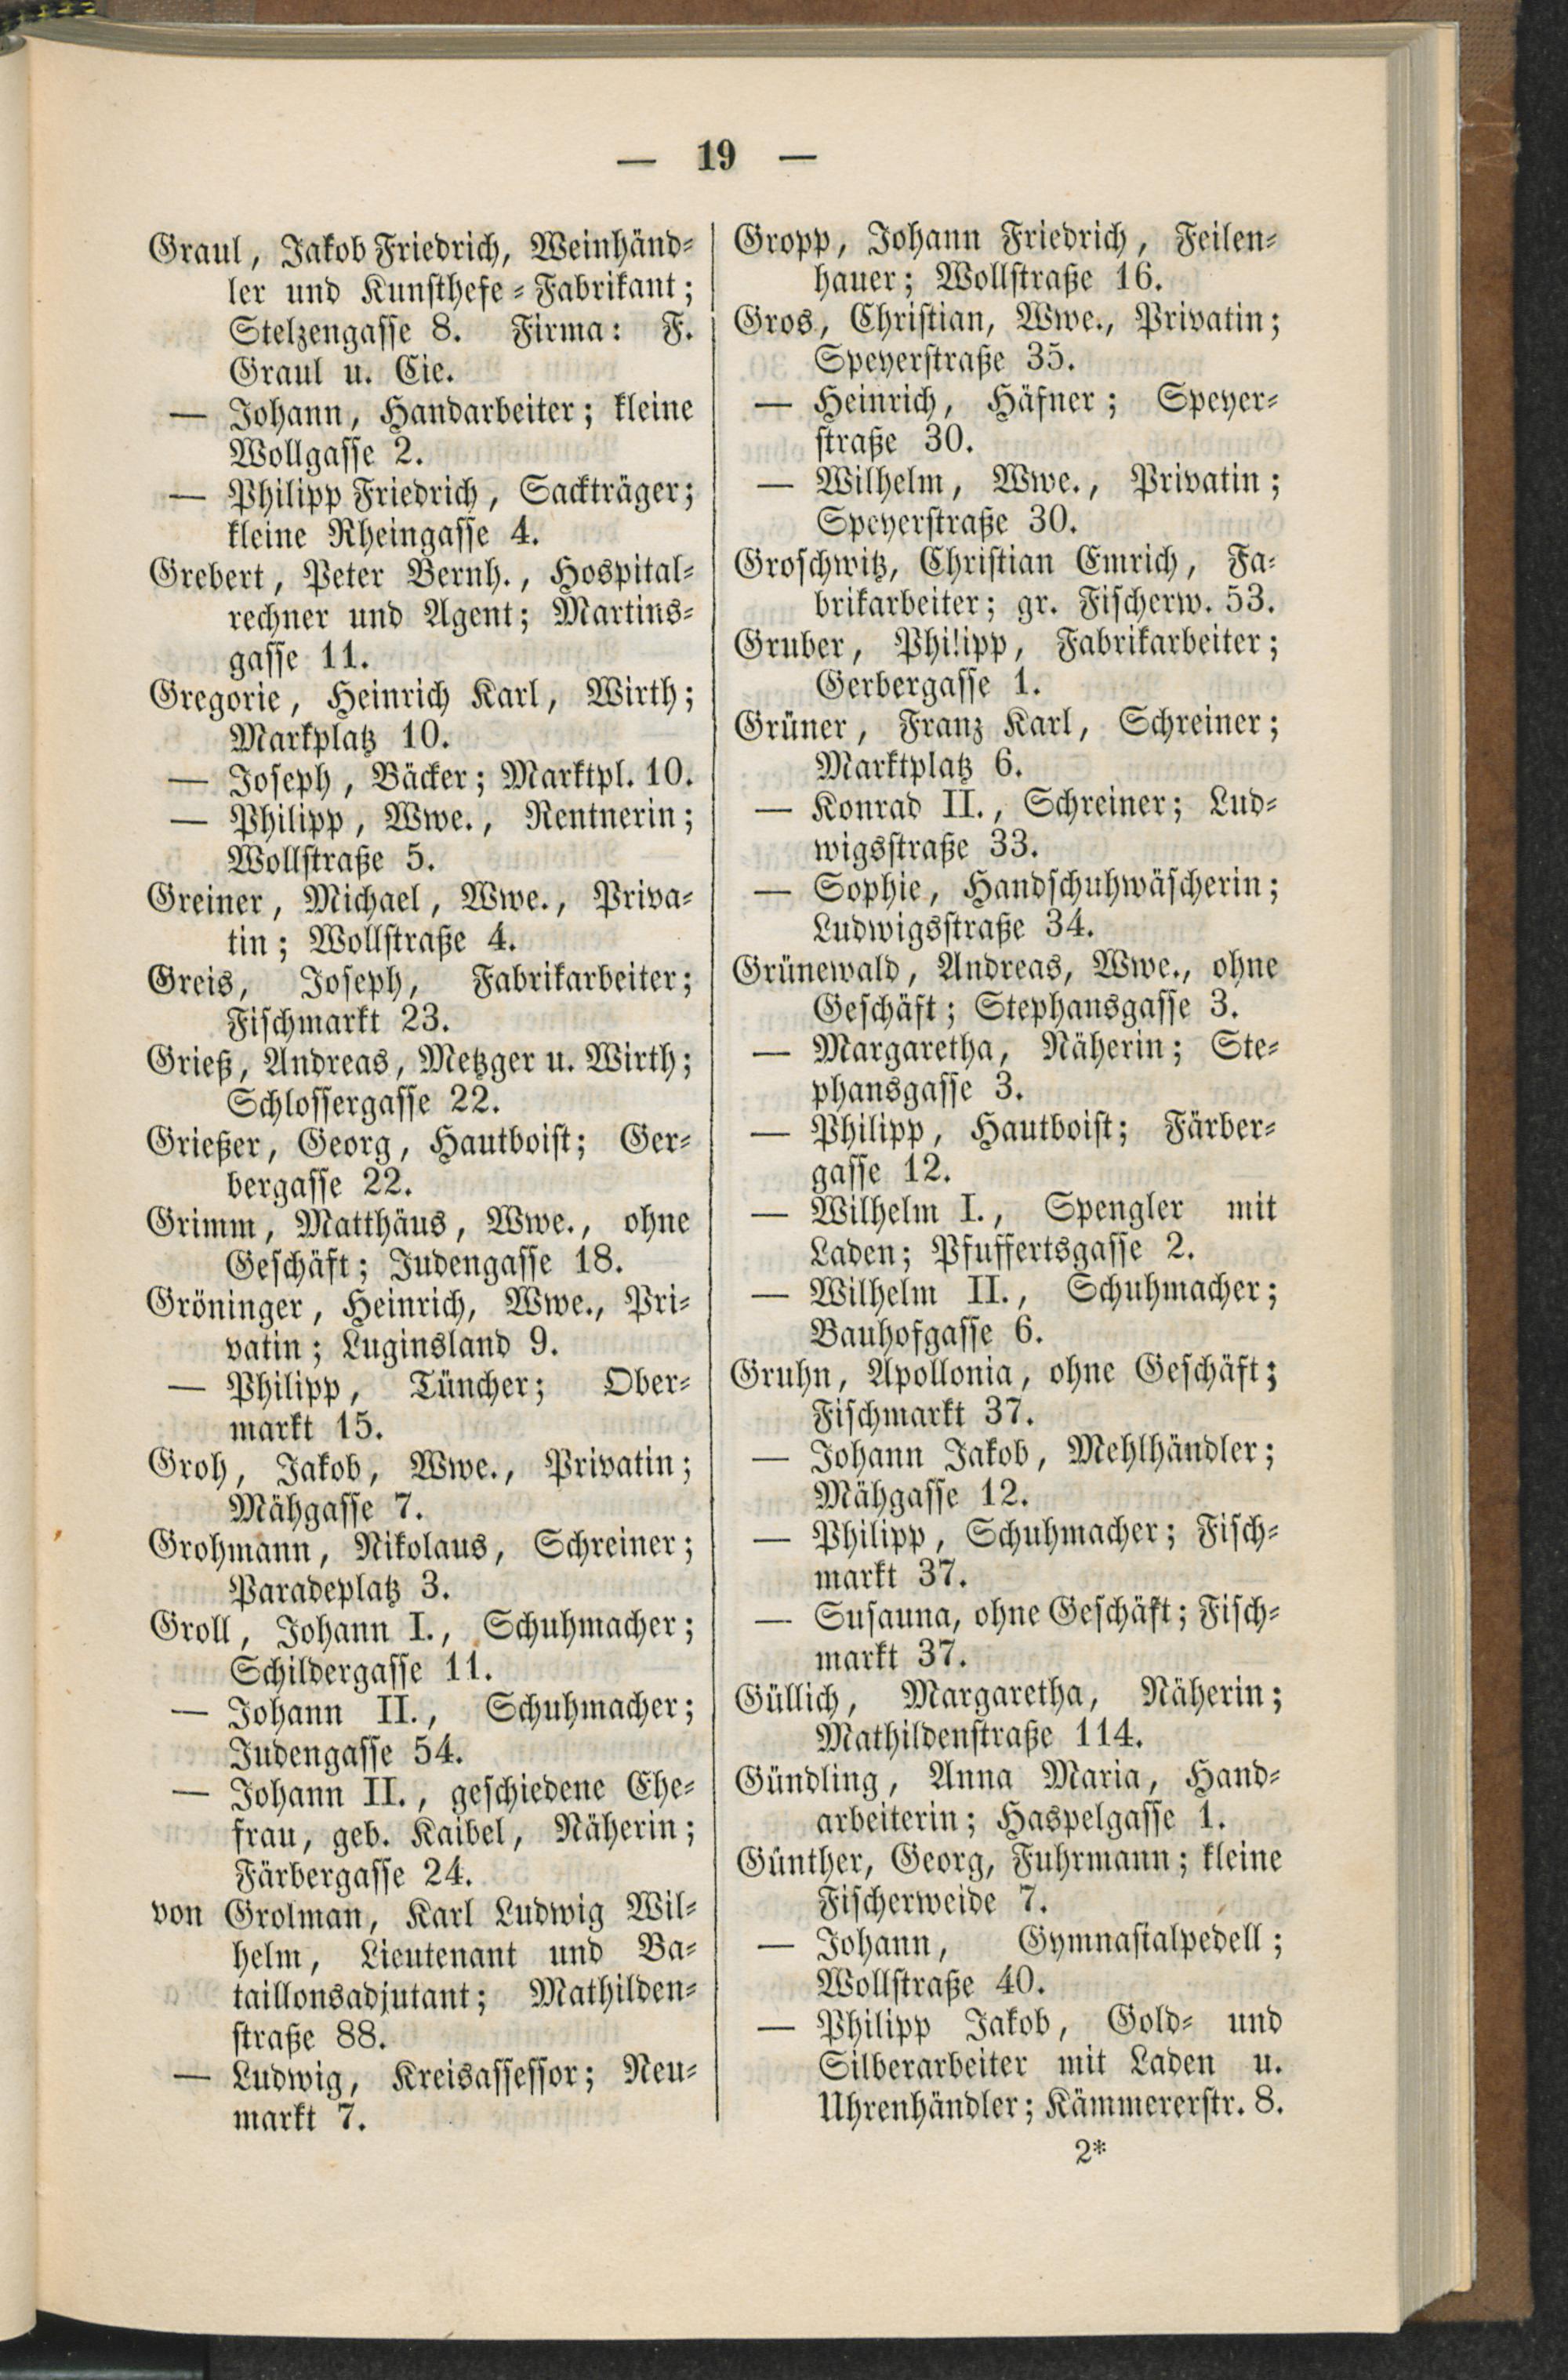 — 19 —
Graul, Jakob Friedrich, Weinhänd-
ler und Kunsthefe-Fabrikant;
Stelzengasse 8. Firma: F.
Graul u. Cie.
— Johann, Handarbeiter; kleine
Wollgasse 2.
— Philipp Friedrich, Sackträger;
kleine Rheingasse 4.
Grebert, Peter Bernh., Hospital-
rechner und Agent; Martins-
gasse 11.
Gregorie, Heinrich Karl, Wirth;
Markplatz 10.
— Joseph, Bäcker; Marktpl. 10.
— Philipp, Wwe., Rentnerin;
Wollstraße 5.
Greiner, Michael, Wwe., Priva-
tin; Wollstraße 4.
Greis, Joseph, Fabrikarbeiter;
Fischmarkt 23.
Grieß, Andreas, Metzger u. Wirth;
Schlossergasse 22.
Grießer, Georg, Hautboist; Ger-
bergasse 22.
Grimm, Matthäus, Wwe., ohne
Geschäft; Judengasse 18.
Gröninger, Heinrich, Wwe., Pri-
vatin; Luginsland 9.
— Philipp, Tüncher; Ober-
markt 15.
Groh, Jakob, Wwe., Privatin;
Mähgasse 7.
Grohmann, Nikolaus, Schreiner;
Paradeplatz 3.
Groll, Johann I., Schuhmacher;
Schildergasse 11.
— Johann II., Schuhmacher;
Judengasse 54.
— Johann II., geschiedene Ehe-
frau, geb. Kaibel, Näherin;
Färbergasse 24.
von Grolman, Karl Ludwig Wil-
helm, Lieutenant und Ba-
taillonsadjutant; Mathilden-
straße 88.
— Ludwig, Kreisassessor; Neu-
markt 7.
Gropp, Johann Friedrich, Feilen-
hauer; Wollstraße 16.
Gros, Christian, Wwe., Privatin;
Speyerstraße 35.
— Heinrich, Häfner; Speyer-
straße 30.
— Wilhelm, Wwe., Privatin;
Speyerstraße 30.
Groschwitz, Christian Emrich, Fa-
brikarbeiter; gr. Fischerw. 53.
Gruber, Philipp, Fabrikarbeiter;
Gerbergasse 1.
Grüner, Franz Karl, Schreiner;
Marktplatz 6.
— Konrad II., Schreiner; Lud-
wigsstraße 33.
— Sophie, Handschuhwäscherin;
Ludwigsstraße 34.
Grünewald, Andreas, Wwe., ohne
Geschäft; Stephansgasse 3.
— Margaretha, Näherin; Ste-
phansgasse 3.
— Philipp, Hautboist; Färber-
gasse 12.
— Wilhelm I., Spengler mit
Laden; Pfuffertsgasse 2.
— Wilhelm II., Schuhmacher;
Bauhofgasse 6.
Gruhn, Apollonia, ohne Geschäft;
Fischmarkt 37.
— Johann Jakob, Mehlhändler;
Mähgasse 12.
— Philipp, Schuhmacher; Fisch-
markt 37.
— Susauna, ohne Geschäft; Fisch-
markt 37.
Güllich, Margaretha, Näherin;
Mathildenstraße 114.
Gündling, Anna Maria, Hand-
arbeiterin; Haspelgasse 1.
Günther, Georg, Fuhrmann; kleine
Fischerweide 7.
— Johann, Gymnasialpedell;
Wollstraße 40.
— Philipp Jakob, Gold- und
Silberarbeiter mit Laden u.
Uhrenhändler; Kämmererstr. 8.
2*